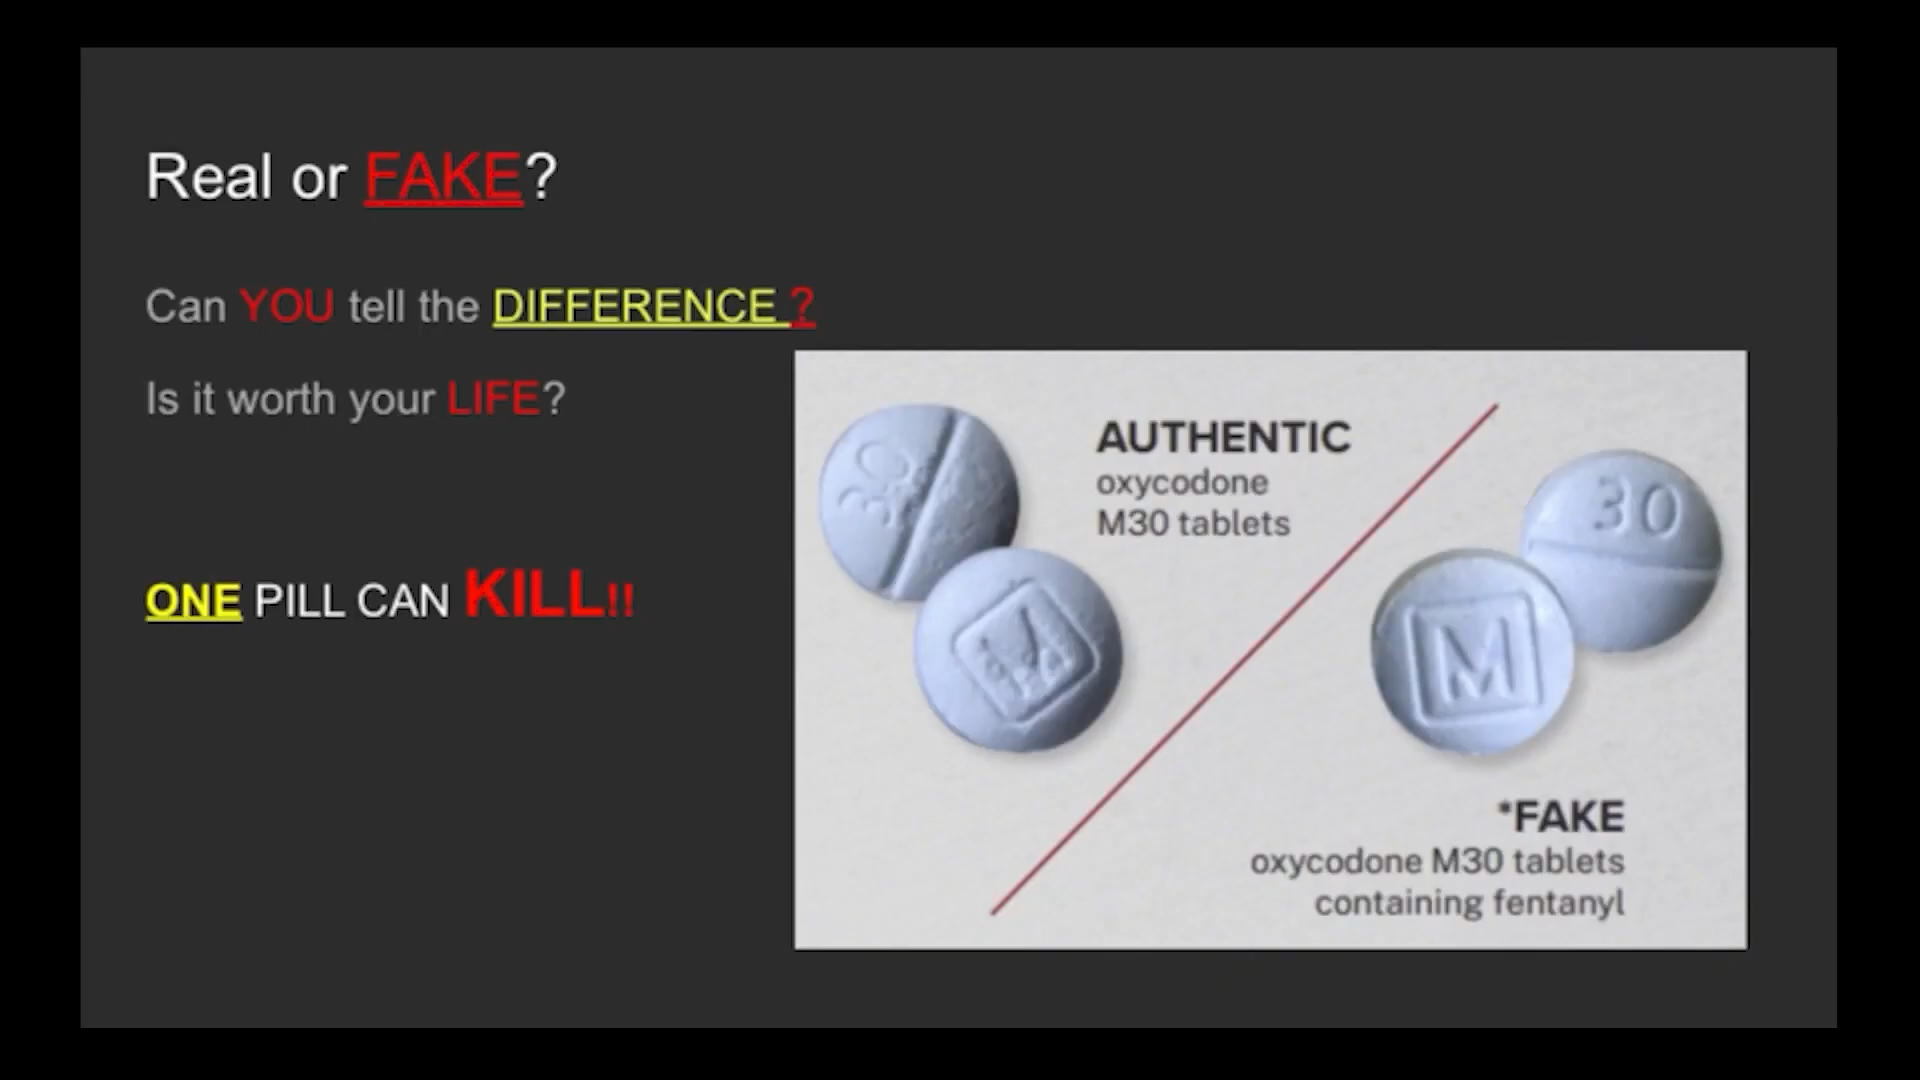 Real or FAKE?
Can YOU tell the DIFFERENCE ?
Is it worth your LIFE?
ONE PILL CAN KILL!!
AUTHENTIC
oxycodone
M30 tablets
30
M
30
M
*FAKE
oxycodone M30 tablets
containing fentanyl